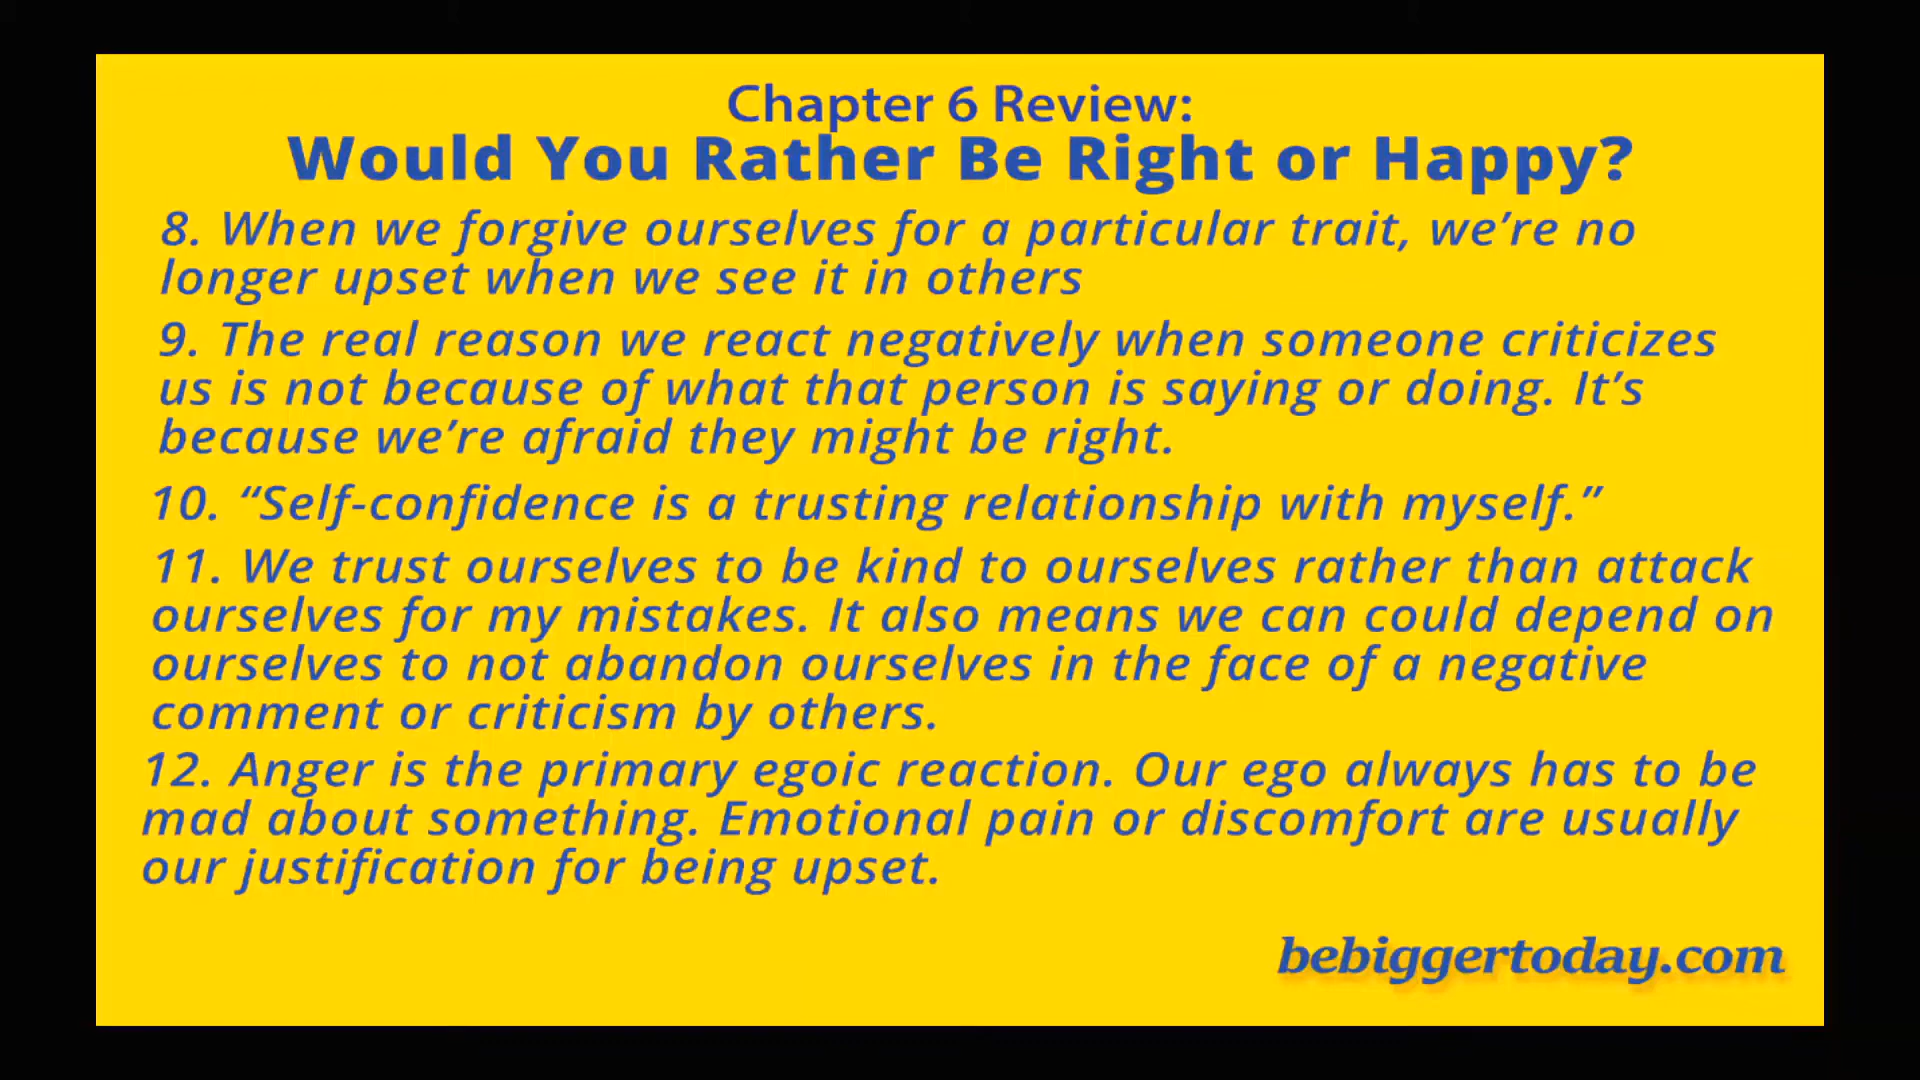 Chapter 6 Review:
Would You Rather Be Right or Happy?
8. When we forgive ourselves for a particular trait, we’re no
longer upset when we see it in others
9. The real reason we react negatively when someone criticizes
us is not because of what that person is saying or doing. It’s
because we’re afraid they might be right.
10. “Self-confidence is a trusting relationship with myself.”
11. We trust ourselves to be kind to ourselves rather than attack
ourselves for my mistakes. It also means we can could depend on
ourselves to not abandon ourselves in the face of a negative
comment or criticism by others.
12. Anger is the primary egoic reaction. Our ego always has to be
mad about something. Emotional pain or discomfort are usually
our justification for being upset.
bebiggertoday.com